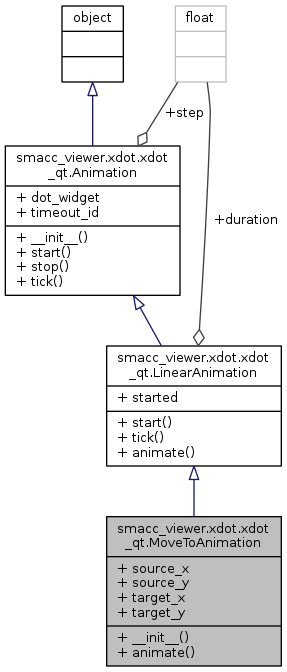 object
float
+step
smacc_viewer.xdot.xdot
_qt.Animation
+ dot_widget
+ timeout_id
+ __init__()
+ start()
+ stop()
+ tick()
+duration
smacc_viewer.xdot.xdot
_qt.LinearAnimation
+ started
+ start()
+ tick()
+ animate()
smacc_viewer.xdot.xdot
_qt.MoveToAnimation
+ source_x
+ source_y
+ target_x
+ target_y
+ __init__()
+ animate()